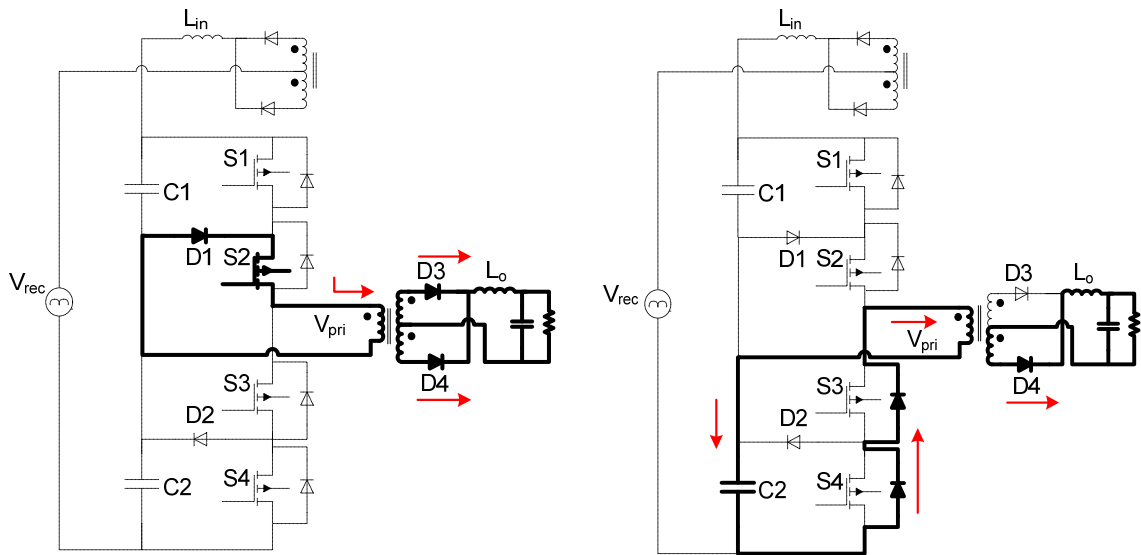 Lin
S1
C1
D1
S2
D3
Lo
Vrec
Vpri
D4
S3
D2
C2
S4
Lin
S1
C1
D1
S2
D3
Lo
Vrec
Vpri
D4
S3
D2
C2
S4